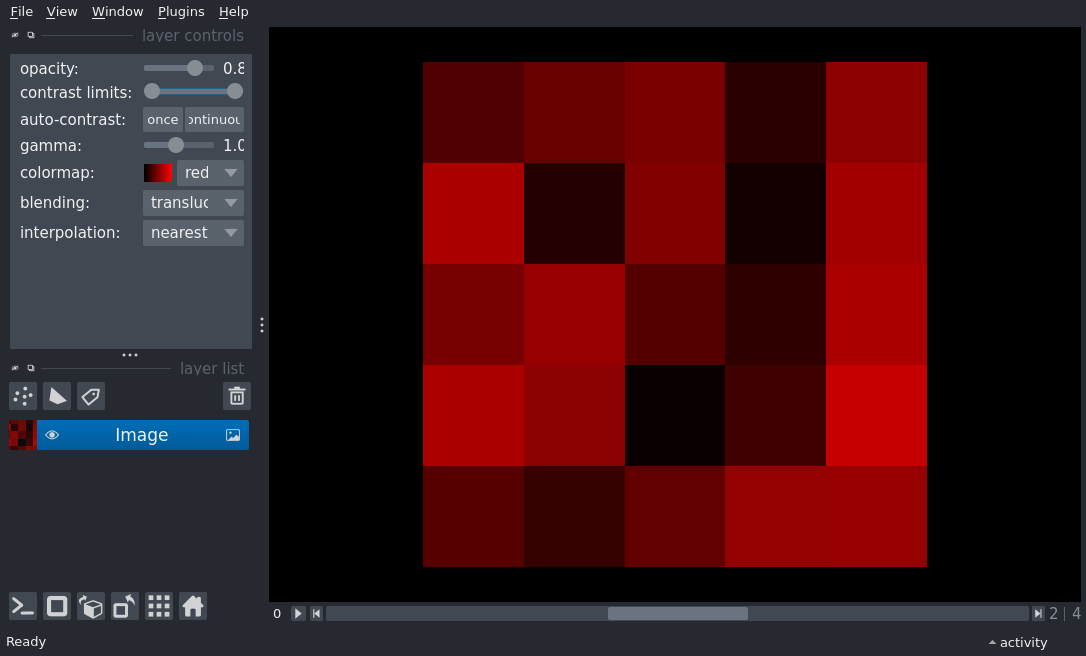 File View Window Plugins Help
layer controls
opacity: 0.8
contrast limits:
auto-contrast: once ontinuou
gamma: 1.0
colormap: red
blending: transluc
interpolation: nearest
layer list
Image
0 2 | 4
Ready activity